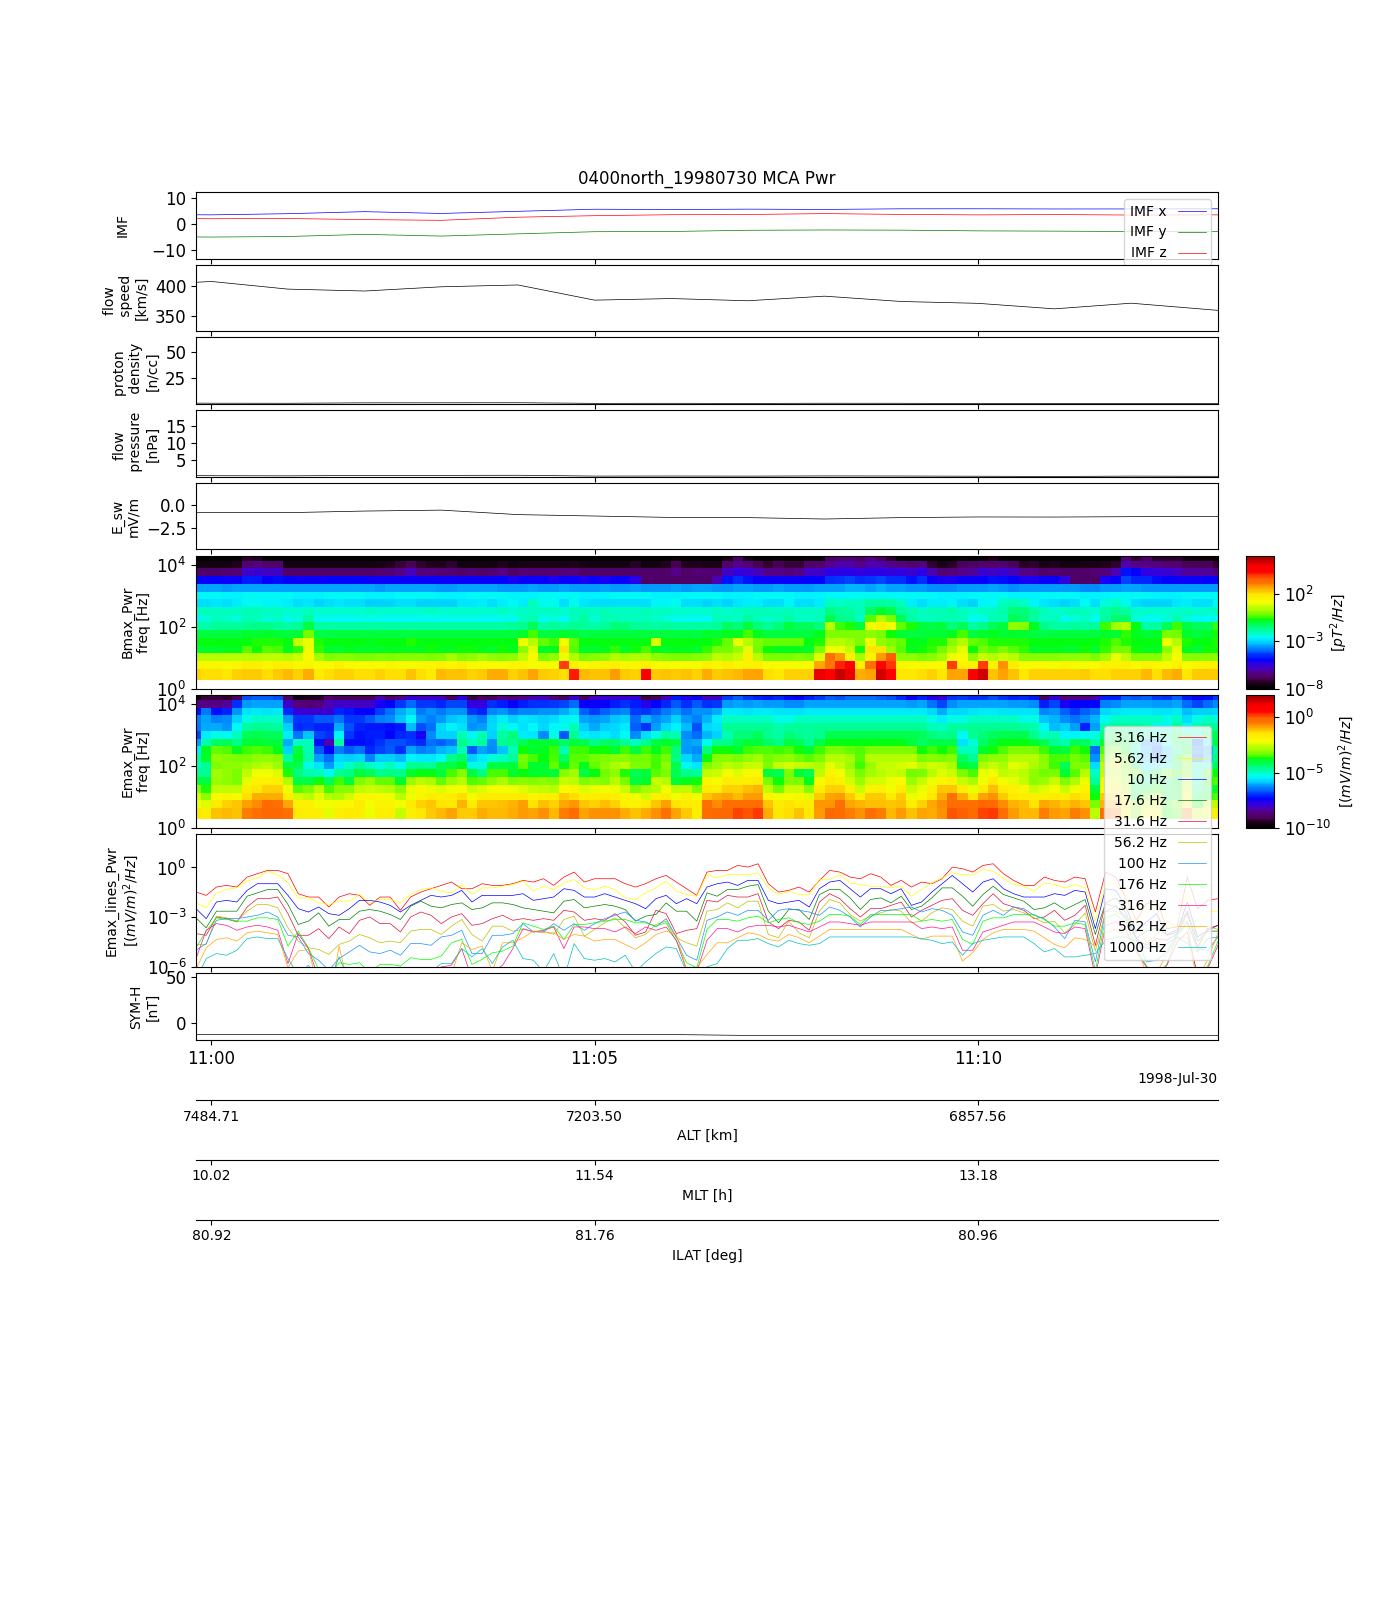 0400north_19980730 MCA Pwr
IMF
10
0
−10
IMF x
IMF y
IMF z
flow
speed
[km/s]
400
350
proton
density
[n/cc]
50
25
flow
pressure
[nPa]
15
10
5
E_sw
mV/m
0.0
−2.5
Bmax_Pwr
freq [Hz]
10^4
10^2
10^0
10^2
10^−3
10^−8
[pT^2/Hz]
Emax_Pwr
freq [Hz]
10^4
10^2
10^0
10^0
10^−5
10^−10
[(mV/m)^2/Hz]
3.16 Hz
5.62 Hz
10 Hz
17.6 Hz
31.6 Hz
56.2 Hz
100 Hz
176 Hz
316 Hz
562 Hz
1000 Hz
Emax_lines_Pwr
[(mV/m)^2/Hz]
10^0
10^−3
10^−6
SYM-H
[nT]
50
0
11:00 11:05 11:10
1998-Jul-30
7484.71 7203.50 6857.56
ALT [km]
10.02 11.54 13.18
MLT [h]
80.92 81.76 80.96
ILAT [deg]